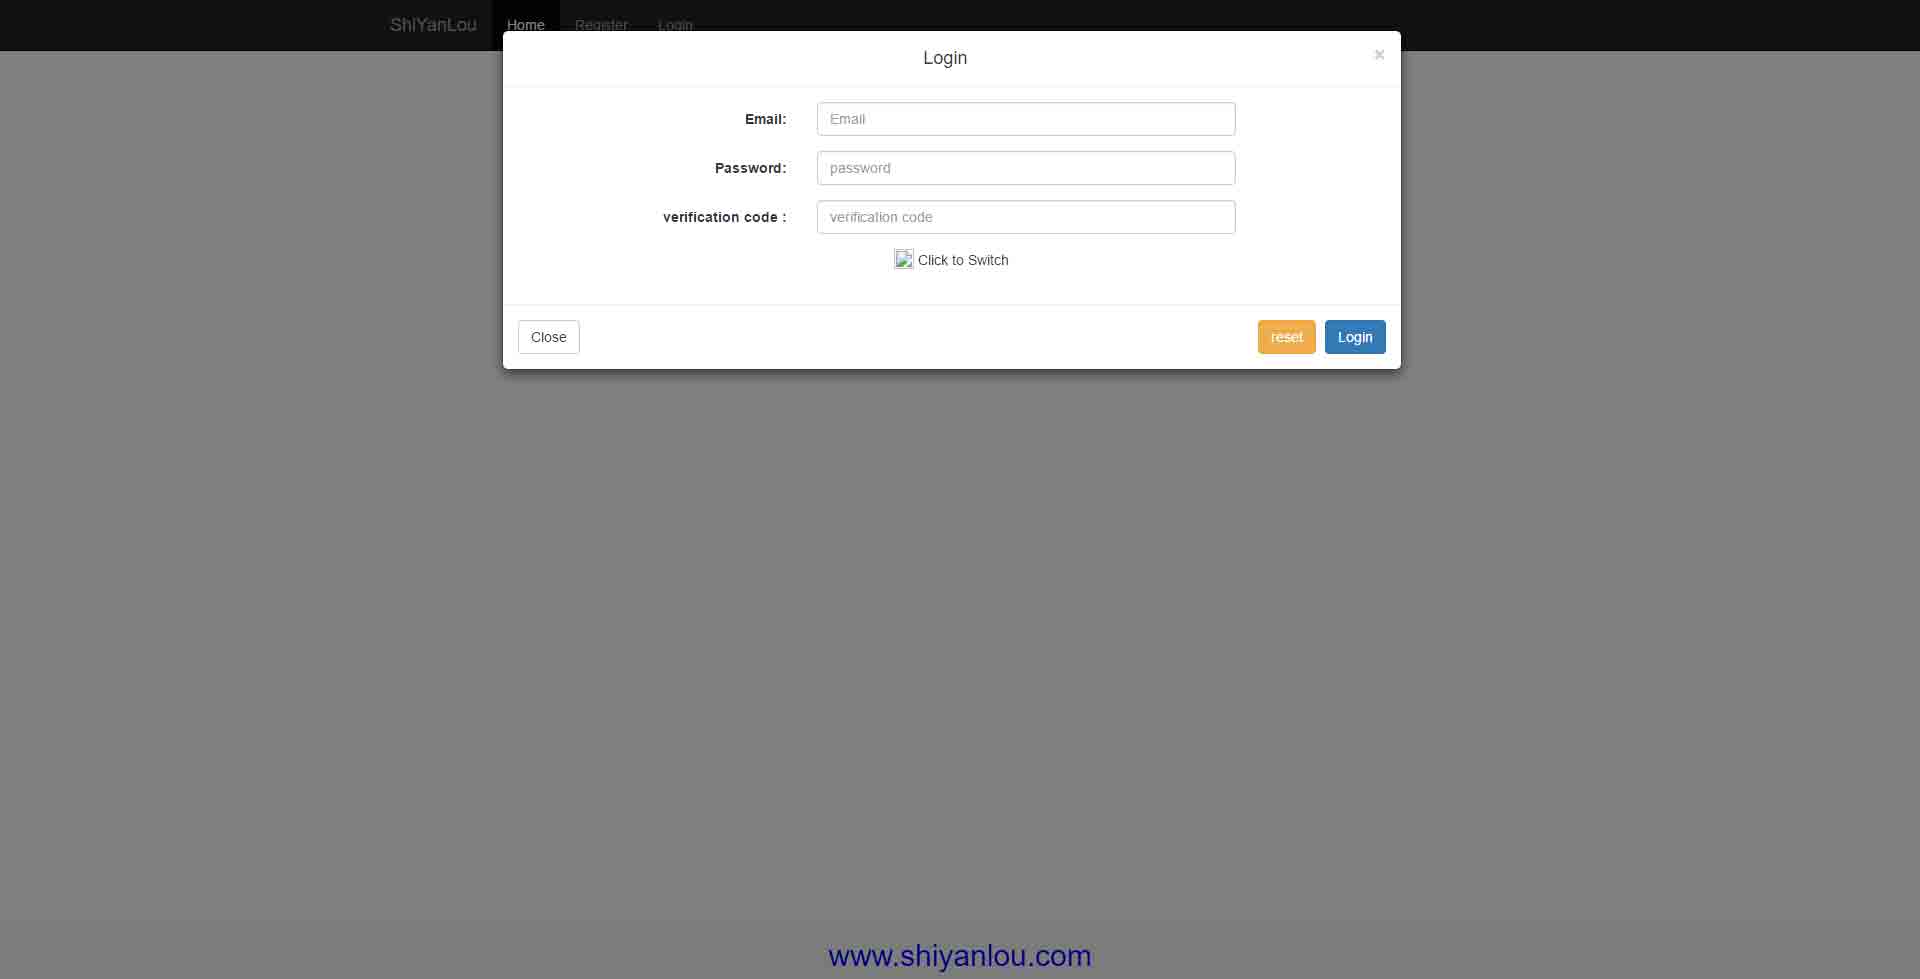 ShiYanLou Home Register Login
Login ×
Email: Email
Password: password
verification code : verification code
Click to Switch
Close reset Login
www.shiyanlou.com